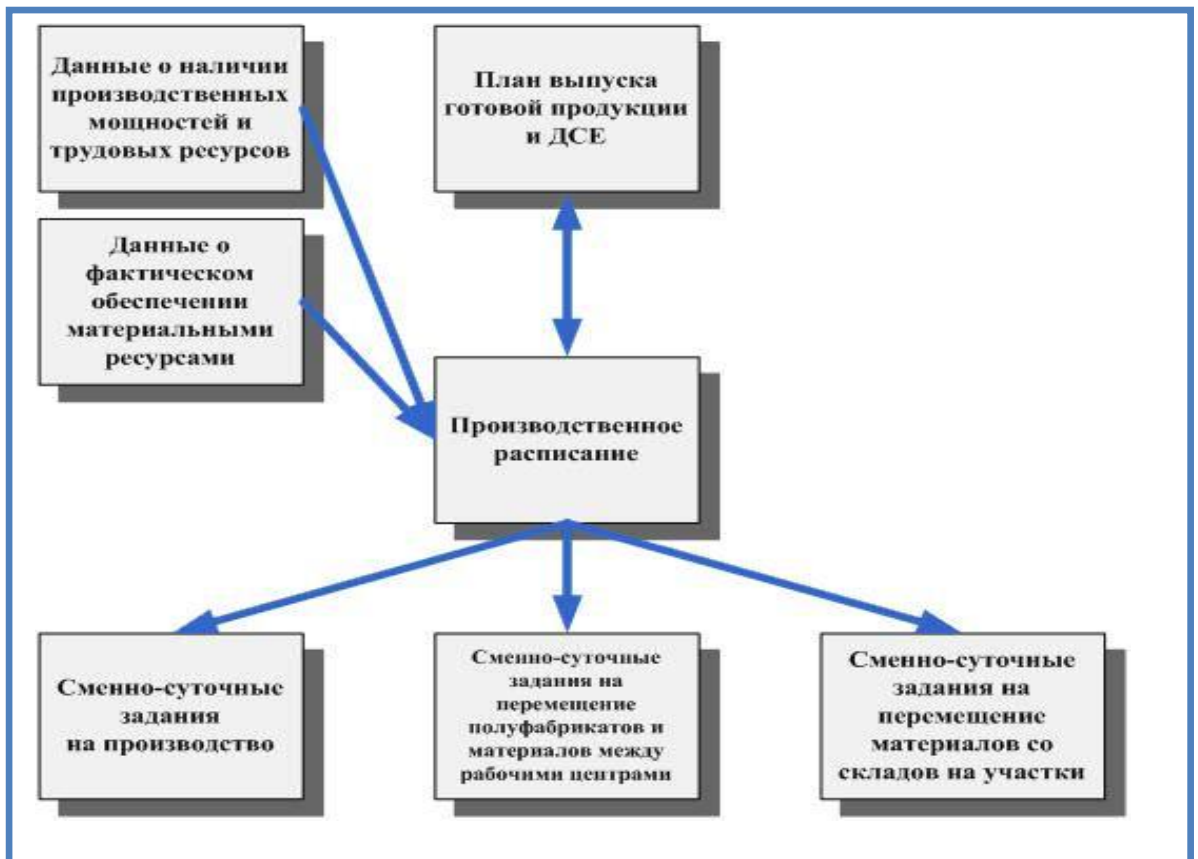 Данные о наличии
производственных
мощностей и
трудовых ресурсов
План выпуска
готовой продукции
и ДСЕ
Данные о
фактическом
обеспечении
материальными
ресурсами
Производственное
расписание
Сменно-суточные
задания
на производство
Сменно-суточные
задания на
перемещение
полуфабрикатов и
материалов между
рабочими центрами
Сменно-суточные
задания на
перемещение
материалов со
складов на участки